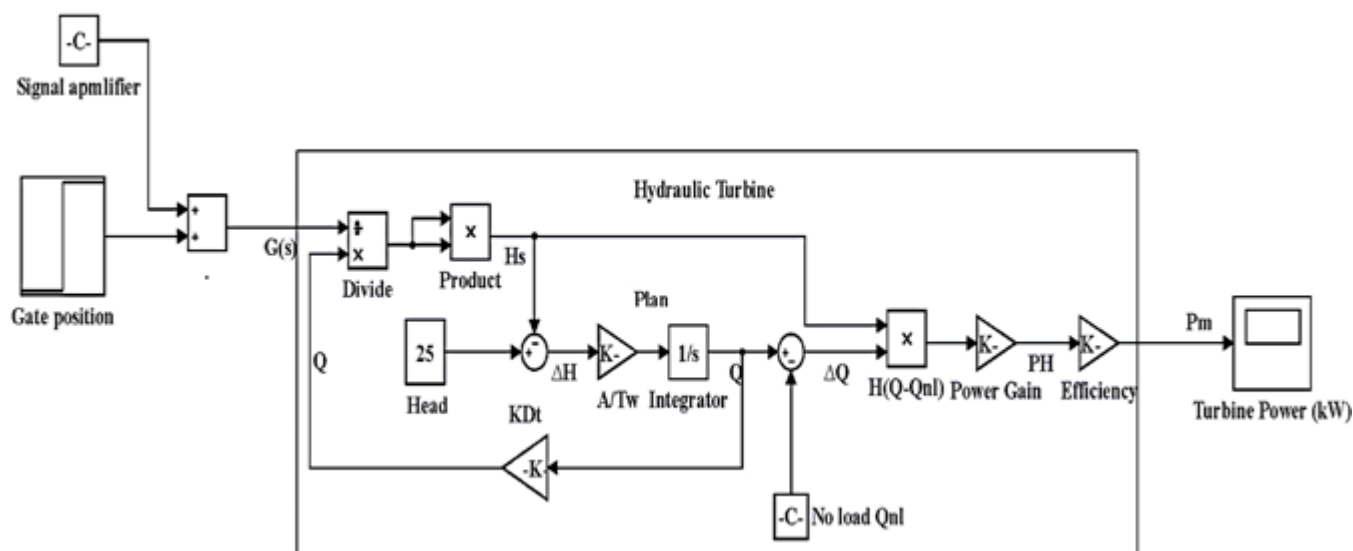 -C-
Signal apmlifier
Hydraulic Turbine
+
+
G(s)
÷
x
Divide
x
Product
Hs
Gate position
Plan
Pm
Q
25
Head
+
-
ΔH
K-
A/Tw
1/s
Integrator
Q
+
-
ΔQ
x
H(Q-Qnl)
K-
Power Gain
PH
K-
Efficiency
Turbine Power (kW)
KDt
-K
-C-
No load Qnl